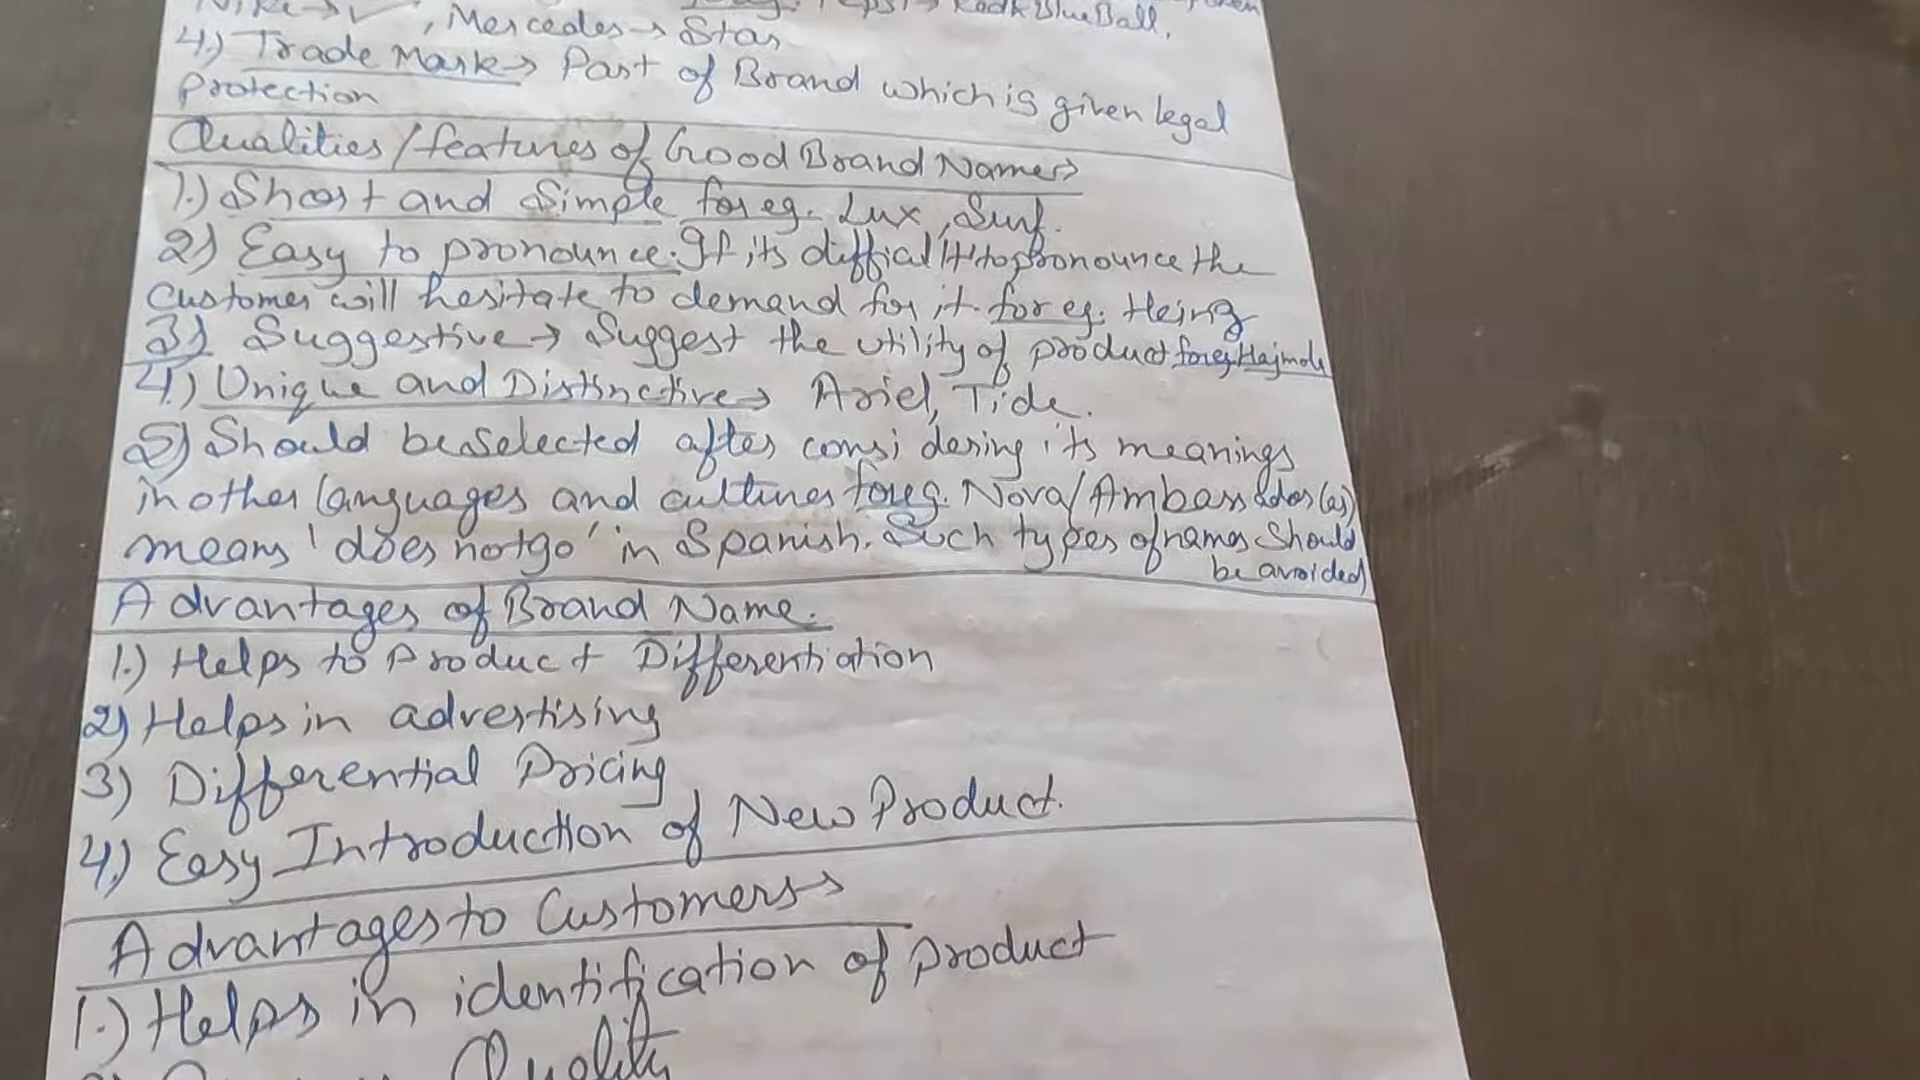 Nike → ✓, Mercedes → Star
4.) Trade Mark → Part of Brand which is given legal
Protection
Qualities/features of Good Brand Name→
1.) Short and Simple for eg. Lux, Surf.
2) Easy to pronounce. If its difficult to pronounce the
Customer will hesitate to demand for it. for eg. Heinz
3) Suggestive → Suggest the utility of product for eg Hajmola
4.) Unique and Distinctive→ Ariel, Tide.
5) Should be Selected after considering its meanings
in other languages and cultures for eg. Nova/Ambassador (as)
means 'does not go' in Spanish. Such types of names Should
be avoided
Advantages of Brand Name.
1.) Helps to Product Differentiation
2) Helps in advertising
3) Differential Pricing
4.) Easy Introduction of New Product.
Advantages to Customers→
1.) Helps in identification of product
Quality